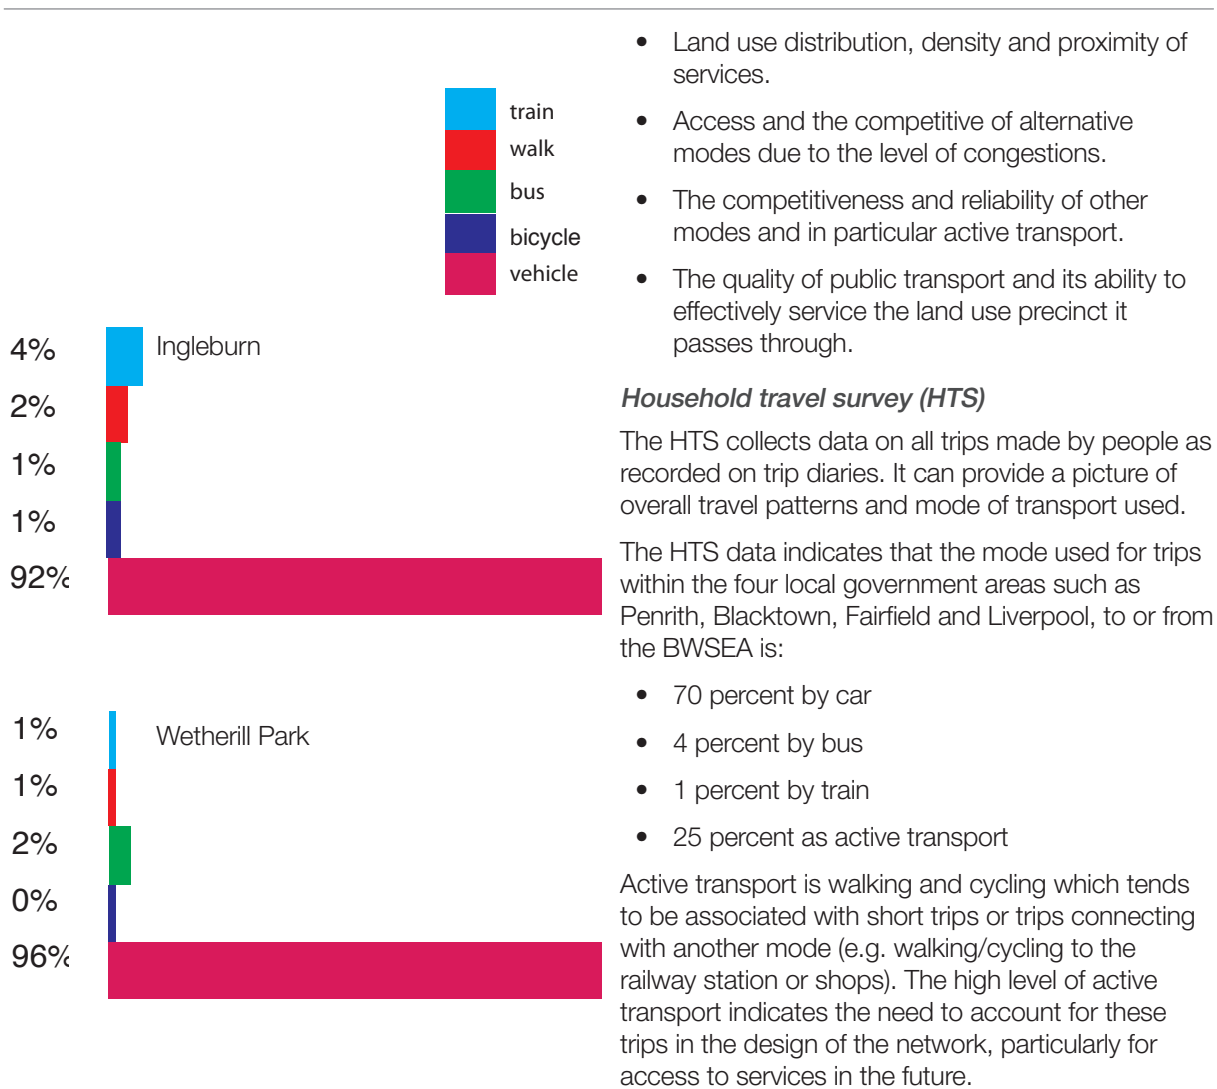 train
walk
bus
bicycle
vehicle
4%
Ingleburn
2%
1%
1%
92%
1%
Wetherill Park
1%
2%
0%
96%
• Land use distribution, density and proximity of
services.
• Access and the competitive of alternative
modes due to the level of congestions.
• The competitiveness and reliability of other
modes and in particular active transport.
• The quality of public transport and its ability to
effectively service the land use precinct it
passes through.
Household travel survey (HTS)
The HTS collects data on all trips made by people as
recorded on trip diaries. It can provide a picture of
overall travel patterns and mode of transport used.
The HTS data indicates that the mode used for trips
within the four local government areas such as
Penrith, Blacktown, Fairfield and Liverpool, to or from
the BWSEA is:
• 70 percent by car
• 4 percent by bus
• 1 percent by train
• 25 percent as active transport
Active transport is walking and cycling which tends
to be associated with short trips or trips connecting
with another mode (e.g. walking/cycling to the
railway station or shops). The high level of active
transport indicates the need to account for these
trips in the design of the network, particularly for
access to services in the future.